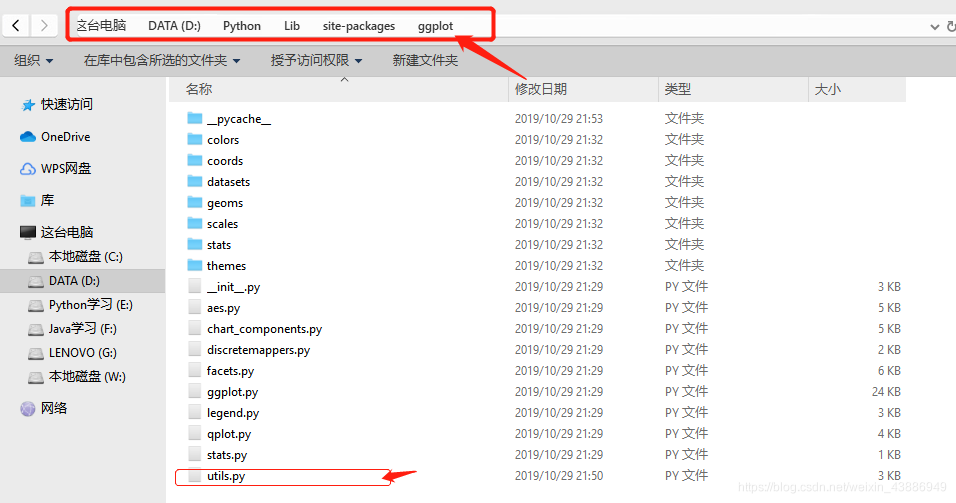 这台电脑 DATA (D:) Python Lib site-packages ggplot
组织 在库中包含所选的文件夹 授予访问权限 新建文件夹
快速访问
OneDrive
WPS网盘
库
这台电脑
本地磁盘 (C:)
DATA (D:)
Python学习 (E:)
Java学习 (F:)
LENOVO (G:)
本地磁盘 (W:)
网络
名称 修改日期 类型 大小
__pycache__ 2019/10/29 21:53 文件夹
colors 2019/10/29 21:32 文件夹
coords 2019/10/29 21:32 文件夹
datasets 2019/10/29 21:32 文件夹
geoms 2019/10/29 21:32 文件夹
scales 2019/10/29 21:32 文件夹
stats 2019/10/29 21:32 文件夹
themes 2019/10/29 21:32 文件夹
__init__.py 2019/10/29 21:29 PY 文件 3 KB
aes.py 2019/10/29 21:29 PY 文件 5 KB
chart_components.py 2019/10/29 21:29 PY 文件 5 KB
discretemappers.py 2019/10/29 21:29 PY 文件 2 KB
facets.py 2019/10/29 21:29 PY 文件 6 KB
ggplot.py 2019/10/29 21:29 PY 文件 24 KB
legend.py 2019/10/29 21:29 PY 文件 3 KB
qplot.py 2019/10/29 21:29 PY 文件 4 KB
stats.py 2019/10/29 21:29 PY 文件 1 KB
utils.py 2019/10/29 21:50 PY 文件 3 KB
https://blog.csdn.net/weixin_43886949